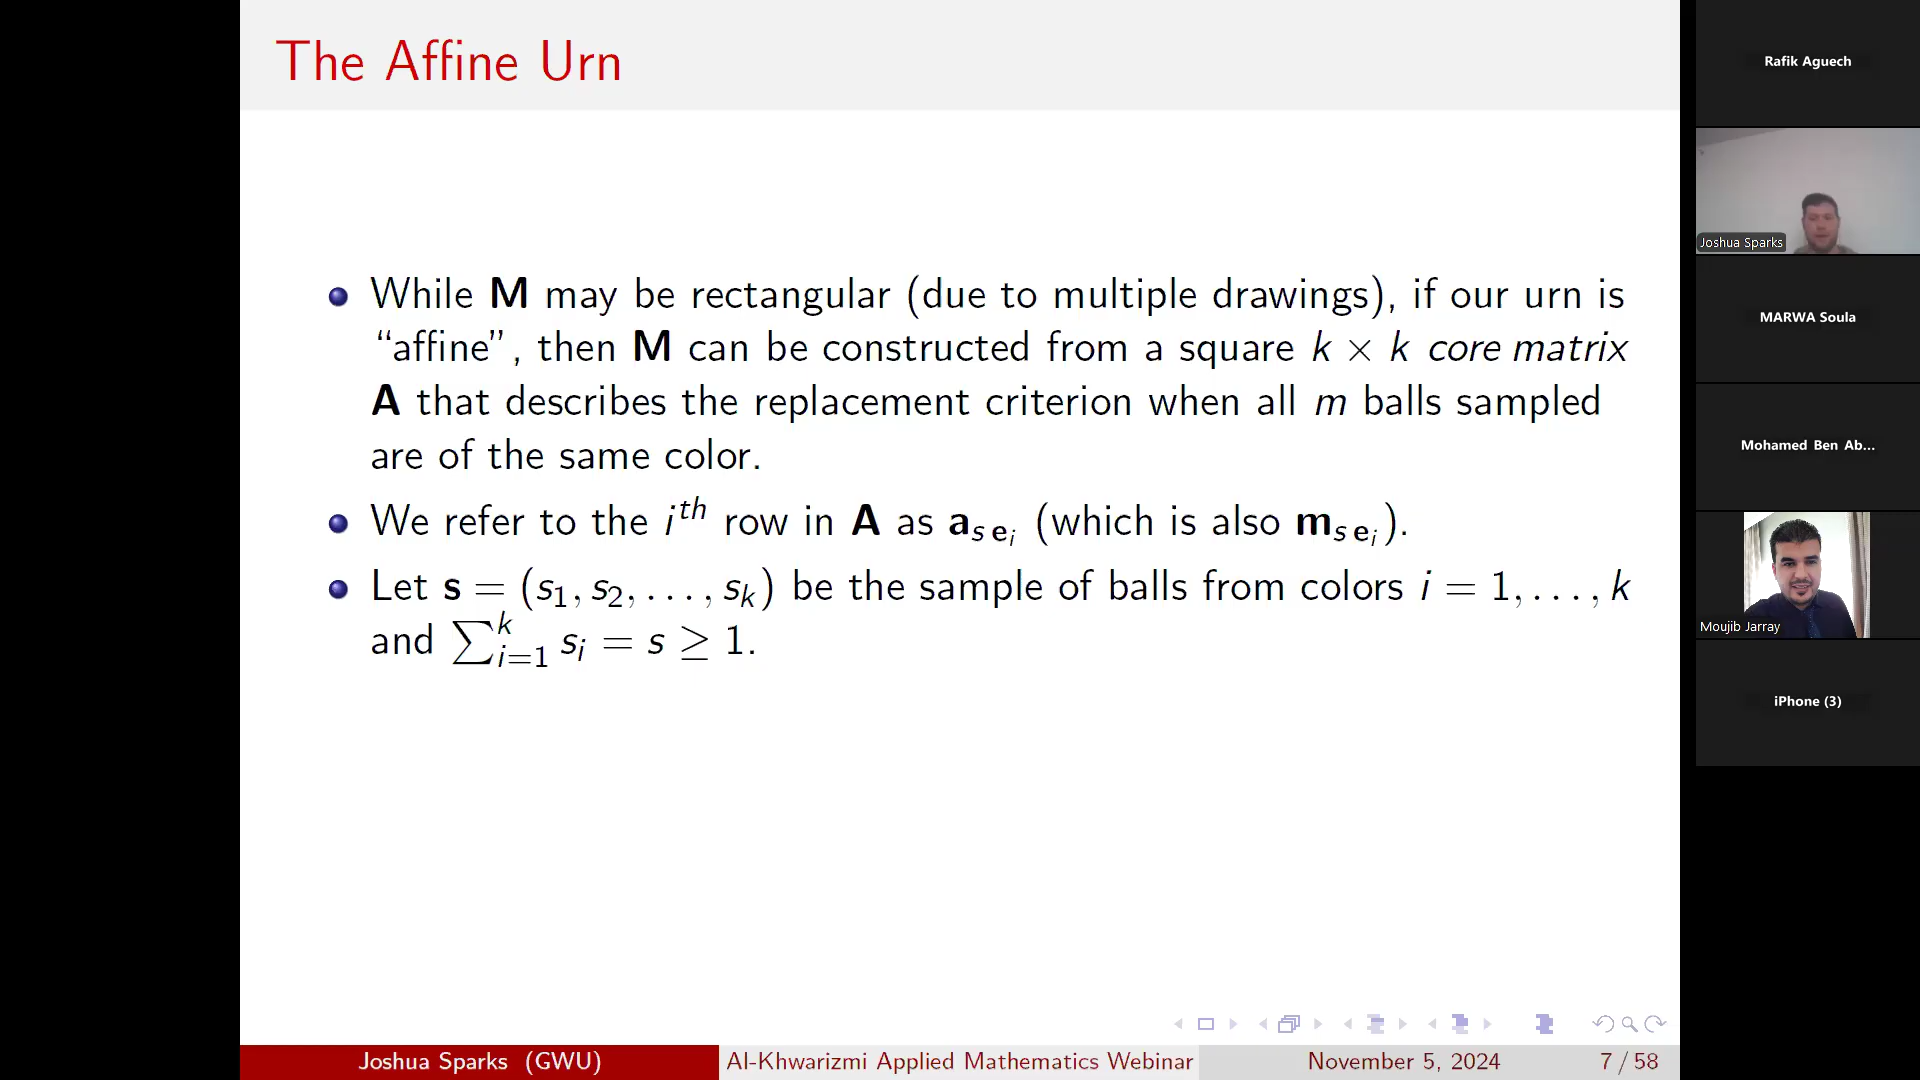 The Affine Urn
While M may be rectangular (due to multiple drawings), if our urn is
“affine”, then M can be constructed from a square k × k core matrix
A that describes the replacement criterion when all m balls sampled
are of the same color.
We refer to the i^{th} row in A as a_{s e_i} (which is also m_{s e_i}).
Let s = (s_1, s_2, . . . , s_k) be the sample of balls from colors i = 1, . . . , k
and ∑_{i=1}^{k} s_i = s ≥ 1.
Joshua Sparks (GWU)
Al-Khwarizmi Applied Mathematics Webinar
November 5, 2024
7 / 58
Rafik Aguech
Joshua Sparks
MARWA Soula
Mohamed Ben Ab...
Moujib Jarray
iPhone (3)